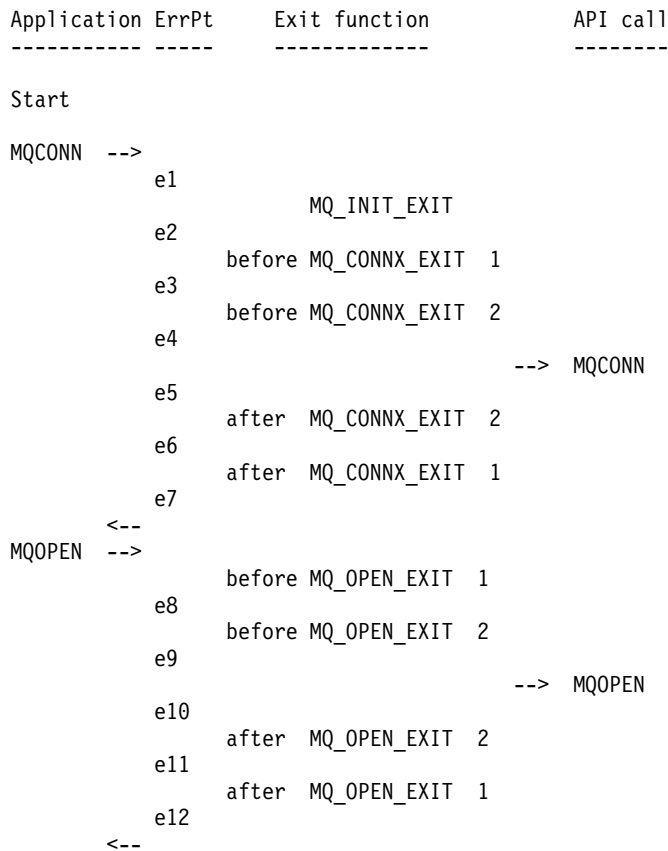 Application ErrPt     Exit function              API call
----------- -----     -------------              --------
Start
MQCONN  -->
e1
MQ_INIT_EXIT
e2
before MQ_CONNX_EXIT  1
e3
before MQ_CONNX_EXIT  2
e4
-->  MQCONN
e5
after  MQ_CONNX_EXIT  2
e6
after  MQ_CONNX_EXIT  1
e7
<--
MQOPEN  -->
before MQ_OPEN_EXIT  1
e8
before MQ_OPEN_EXIT  2
e9
-->  MQOPEN
e10
after  MQ_OPEN_EXIT  2
e11
after  MQ_OPEN_EXIT  1
e12
<--